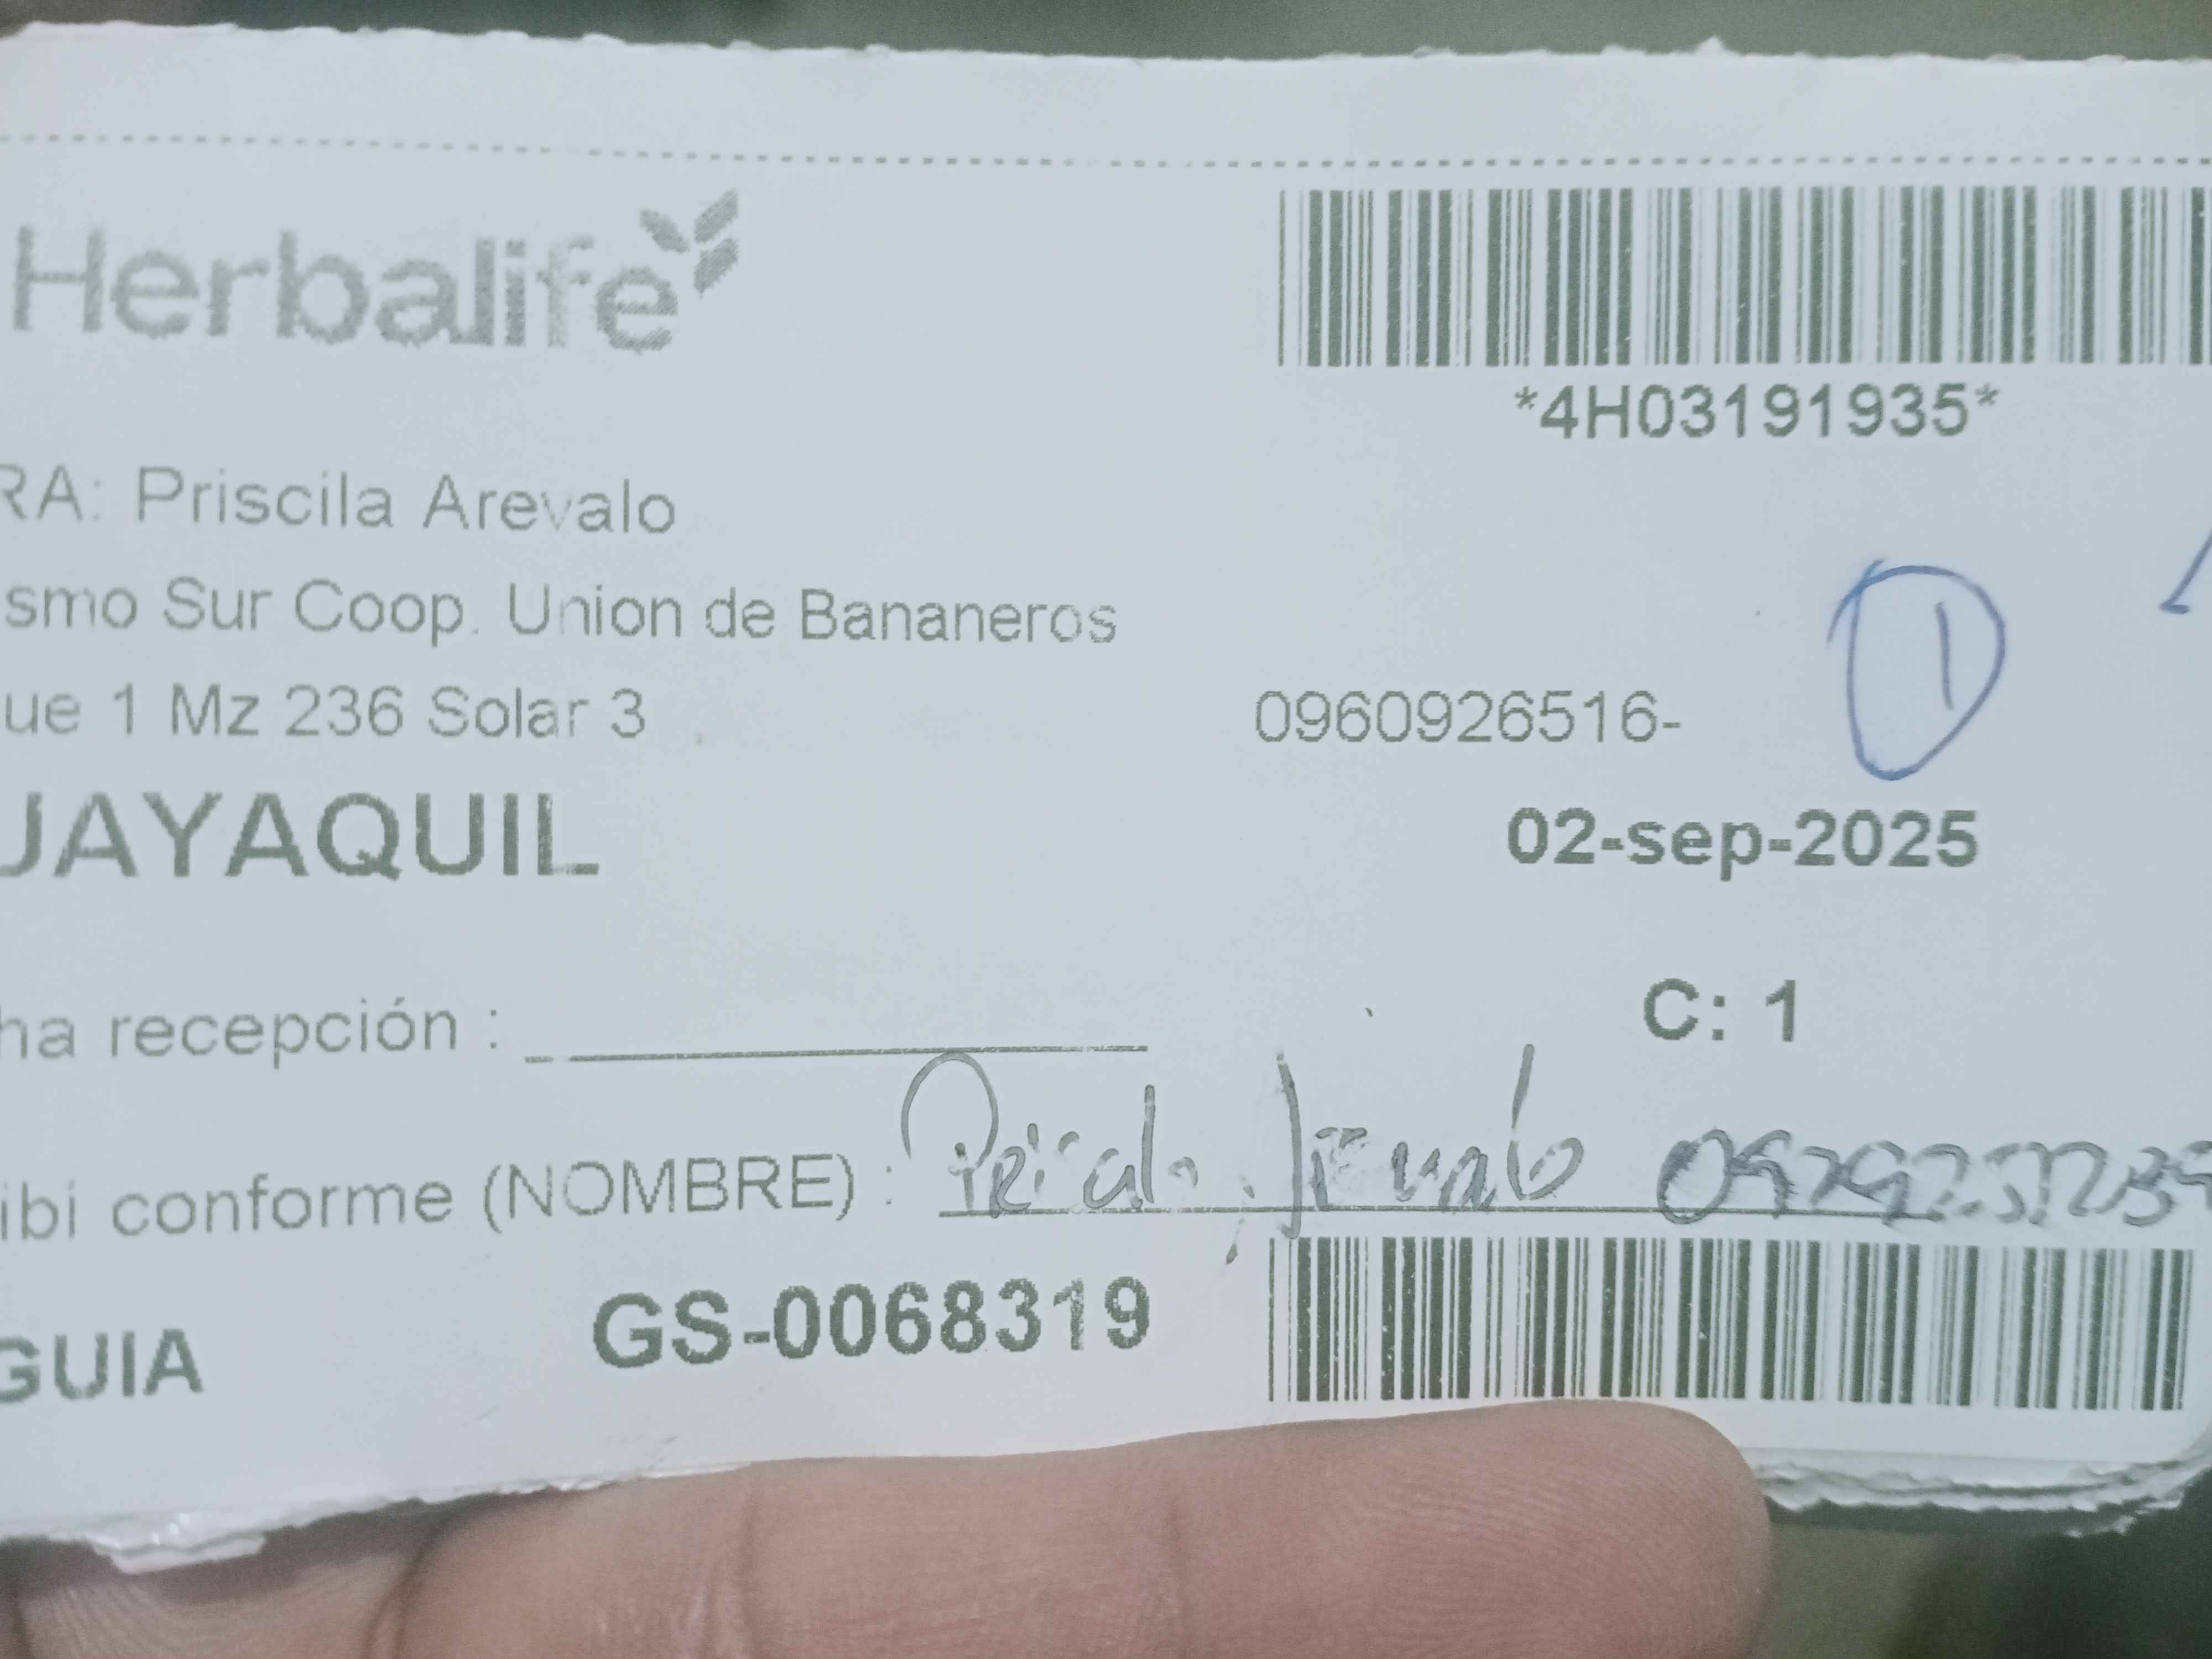 Herbalife
*4H03191935*
RA: Priscila Arevalo
smo Sur Coop. Union de Bananeros
1
ue 1 Mz 236 Solar 3
0960926516-
UAYAQUIL
02-sep-2025
ha recepción :
C: 1
ibi conforme (NOMBRE) :
GUIA
GS-0068319